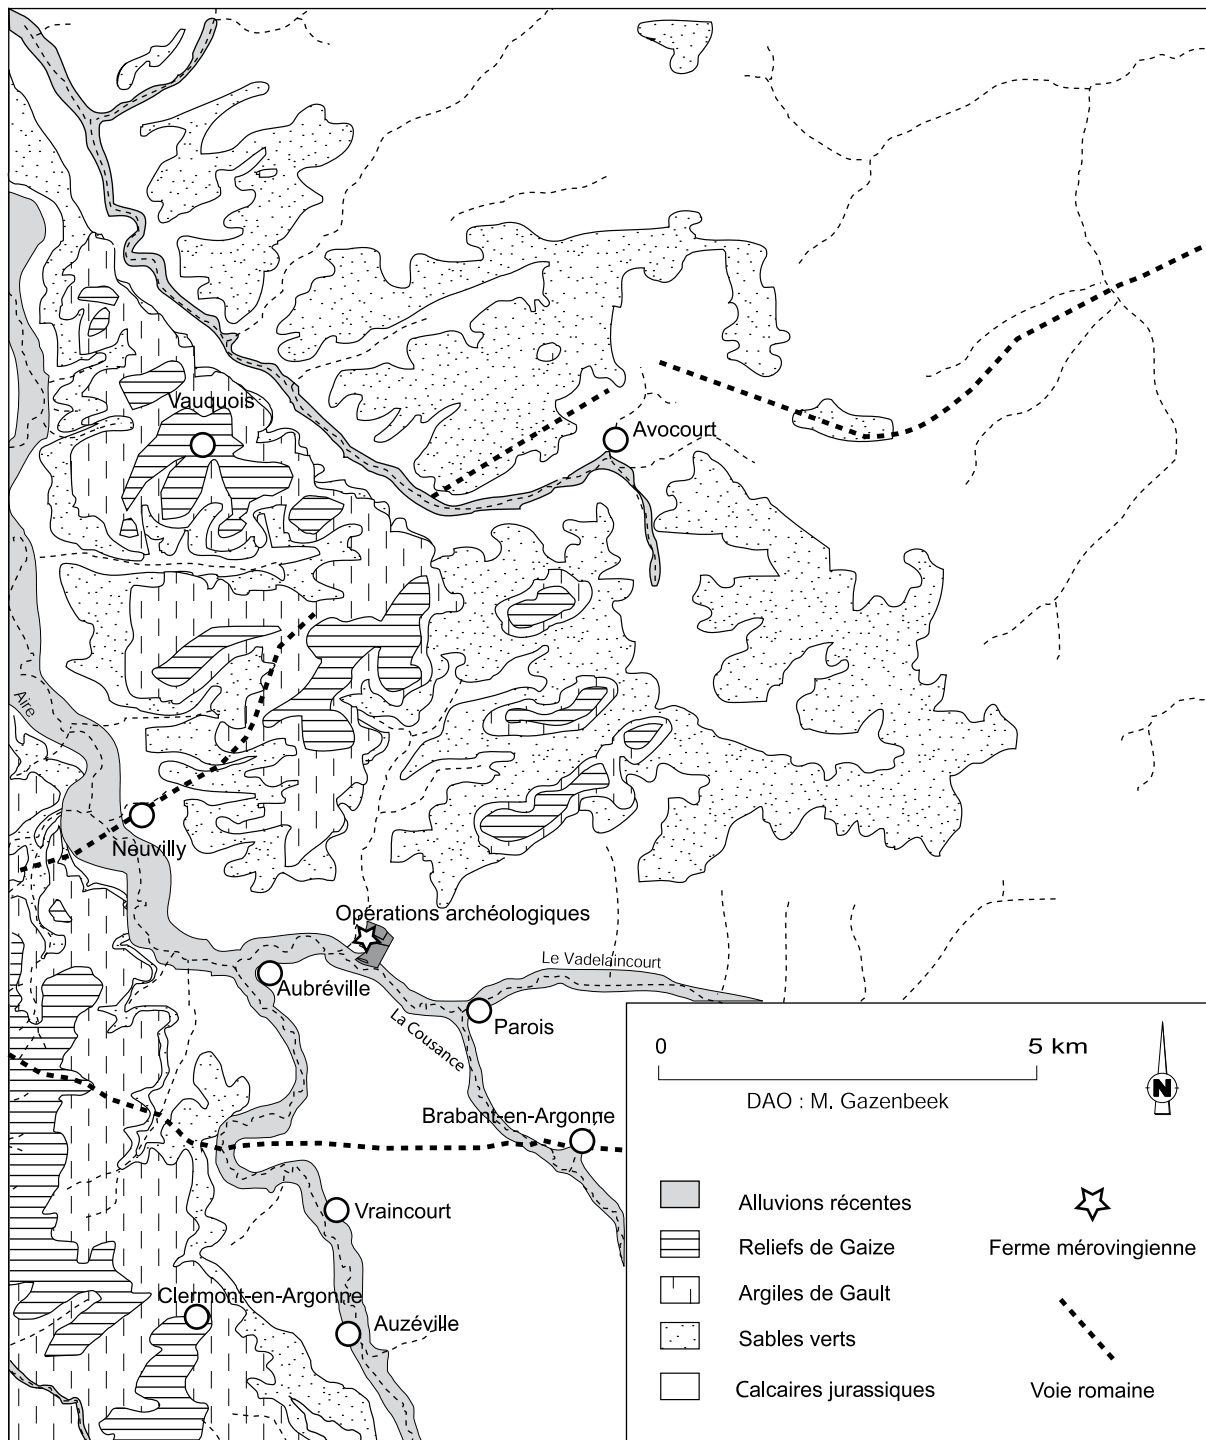 Vauquois
Avocourt
Aire
Neuvilly
Opérations archéologiques
Le Vadelaincourt
Aubréville
Parois
La Cousance
Brabant-en-Argonne
Vraincourt
Clermont-en-Argonne
Auzéville
0 5 km
DAO : M. Gazenbeek
N
Alluvions récentes
Reliefs de Gaize
Ferme mérovingienne
Argiles de Gault
Sables verts
Calcaires jurassiques
Voie romaine